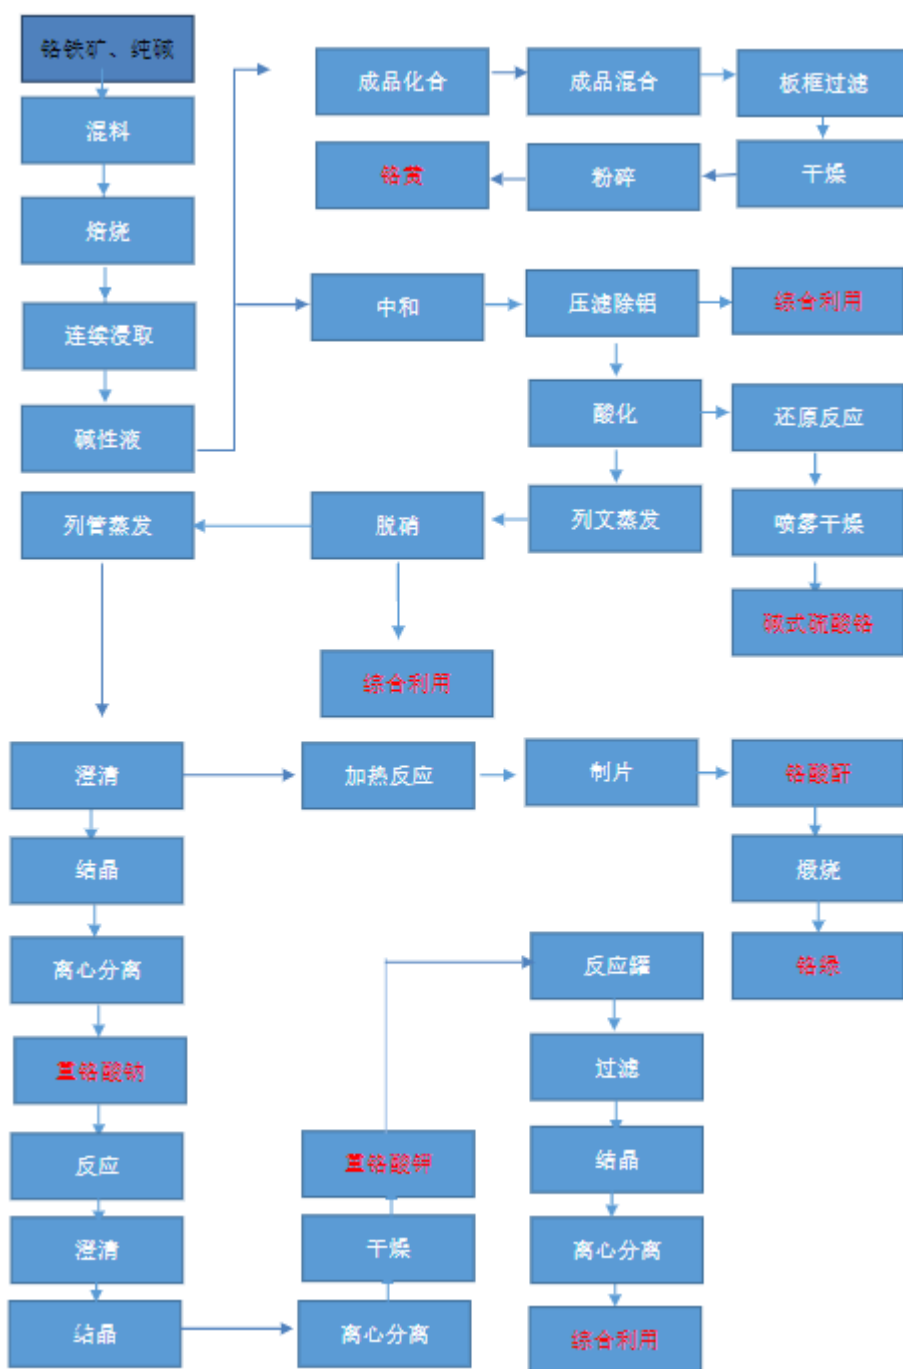 铬铁矿、纯碱
成品化合
成品混合
板框过滤
混料
铬黄
粉碎
干燥
焙烧
中和
压滤除铝
综合利用
连续浸取
酸化
还原反应
碱性液
列管蒸发
脱硝
列文蒸发
喷雾干燥
碱式硫酸铬
综合利用
澄清
加热反应
制片
铬酸酐
结晶
煅烧
离心分离
反应罐
铬绿
重铬酸钠
过滤
反应
重铬酸钾
结晶
澄清
干燥
离心分离
结晶
离心分离
综合利用